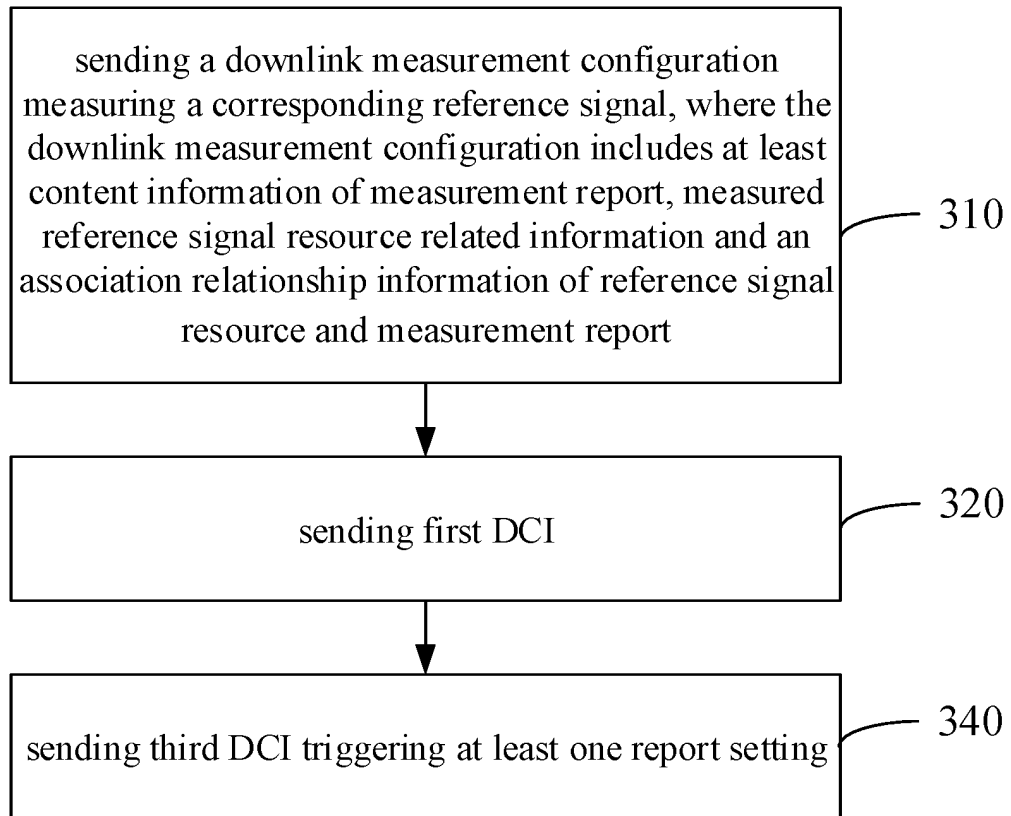 sending a downlink measurement configuration
measuring a corresponding reference signal, where the
downlink measurement configuration includes at least
content information of measurement report, measured
reference signal resource related information and an
association relationship information of reference signal
resource and measurement report
310
sending first DCI
320
sending third DCI triggering at least one report setting
340